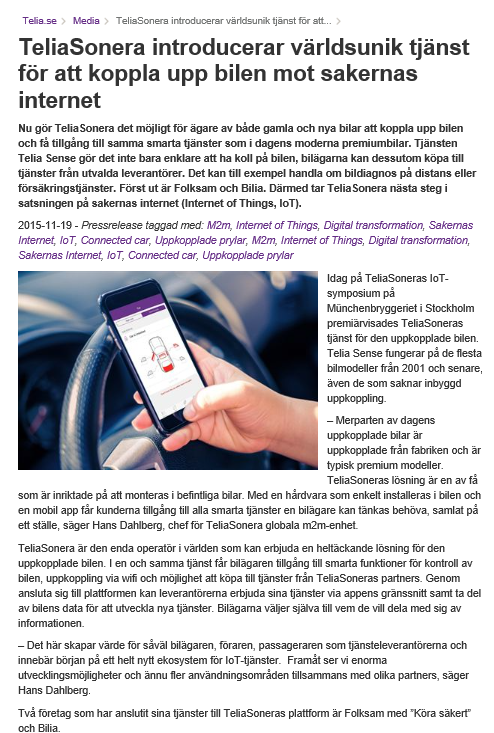 Telia.se > Media > TeliaSonera introducerar världsunik tjänst för att... >
TeliaSonera introducerar världsunik tjänst
för att koppla upp bilen mot sakernas
internet
Nu gör TeliaSonera det möjligt för ägare av både gamla och nya bilar att koppla upp bilen
och få tillgång till samma smarta tjänster som i dagens moderna premiumbilar. Tjänsten
Telia Sense gör det inte bara enklare att ha koll på bilen, bilägarna kan dessutom köpa till
tjänster från utvalda leverantörer. Det kan till exempel handla om bildiagnos på distans eller
försäkringstjänster. Först ut är Folksam och Bilia. Därmed tar TeliaSonera nästa steg i
satsningen på sakernas internet (Internet of Things, IoT).
2015-11-19 - Pressrelease taggad med: M2m, Internet of Things, Digital transformation, Sakernas
Internet, IoT, Connected car, Uppkopplade prylar, M2m, Internet of Things, Digital transformation,
Sakernas Internet, IoT, Connected car, Uppkopplade prylar
Idag på TeliaSoneras IoT-
symposium på
Münchenbryggeriet i Stockholm
premiärvisades TeliaSoneras
tjänst för den uppkopplade bilen.
Telia Sense fungerar på de flesta
bilmodeller från 2001 och senare,
även de som saknar inbyggd
uppkoppling.
– Merparten av dagens
uppkopplade bilar är
uppkopplade från fabriken och är
typisk premium modeller.
TeliaSoneras lösning är en av få
som är inriktade på att monteras i befintliga bilar. Med en hårdvara som enkelt installeras i bilen och
en mobil app får kunderna tillgång till alla smarta tjänster en bilägare kan tänkas behöva, samlat på
ett ställe, säger Hans Dahlberg, chef för TeliaSonera globala m2m-enhet.
TeliaSonera är den enda operatör i världen som kan erbjuda en heltäckande lösning för den
uppkopplade bilen. I en och samma tjänst får bilägaren tillgång till smarta funktioner för kontroll av
bilen, uppkoppling via wifi och möjlighet att köpa till tjänster från TeliaSoneras partners. Genom
ansluta sig till plattformen kan leverantörerna erbjuda sina tjänster via appens gränssnitt samt ta del
av bilens data för att utveckla nya tjänster. Bilägarna väljer själva till vem de vill dela med sig av
informationen.
– Det här skapar värde för såväl bilägaren, föraren, passageraren som tjänsteleverantörerna och
innebär början på ett helt nytt ekosystem för IoT-tjänster. Framåt ser vi enorma
utvecklingsmöjligheter och ännu fler användningsområden tillsammans med olika partners, säger
Hans Dahlberg.
Två företag som har anslutit sina tjänster till TeliaSoneras plattform är Folksam med "Köra säkert"
och Bilia.